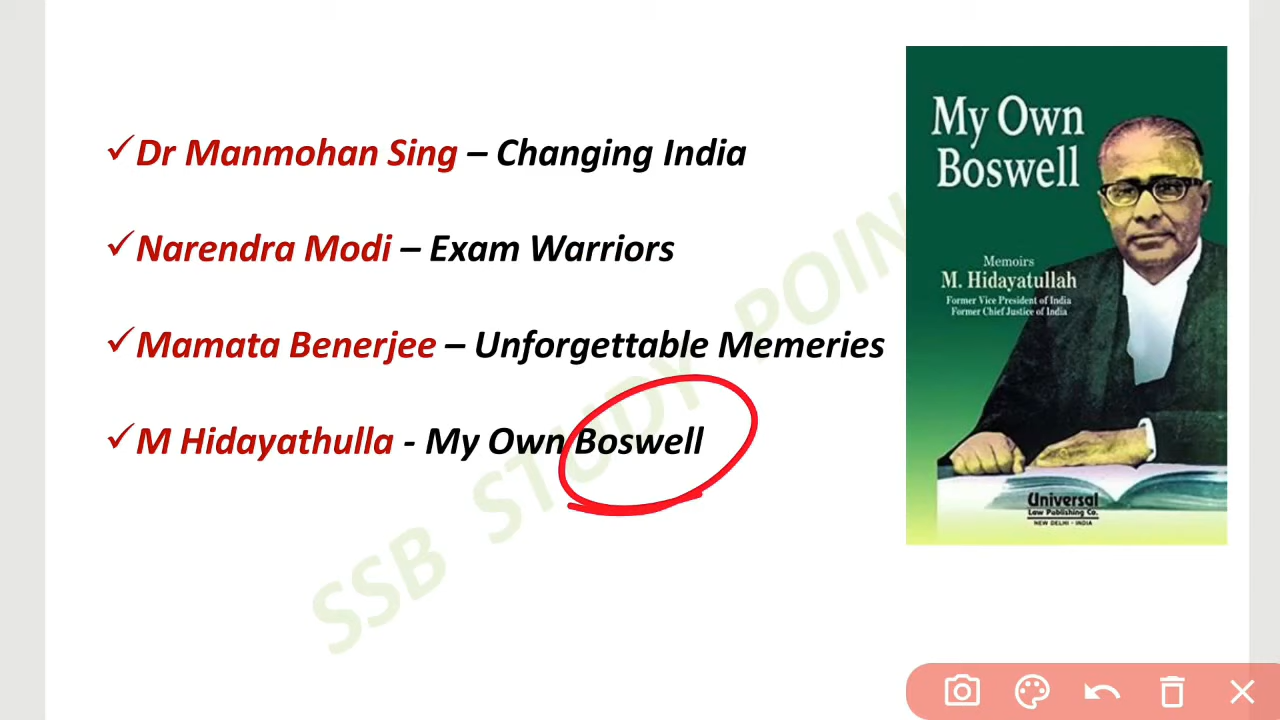 Dr Manmohan Sing – Changing India
Narendra Modi – Exam Warriors
Mamata Benerjee – Unforgettable Memeries
M Hidayathulla - My Own Boswell
SSB STUDY POIN
My Own
Boswell
Memoirs
M. Hidayatullah
Former Vice President of India
Former Chief Justice of India
Universal
Law Publishing Co.
NEW DELHI - INDIA